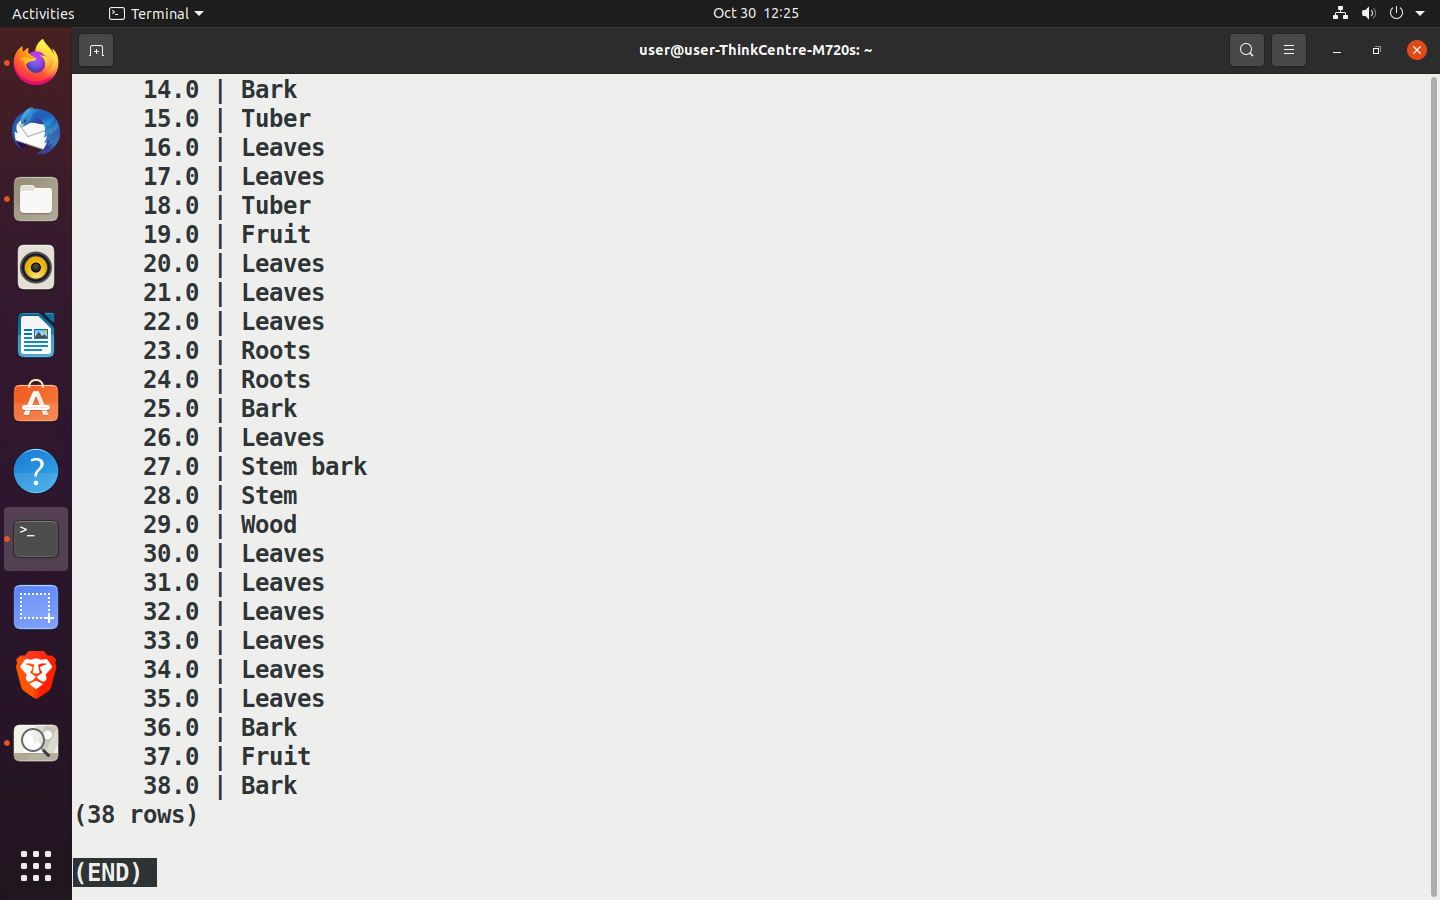 Activities
Terminal
Oct 30 12:25
user@user-ThinkCentre-M720s: ~
14.0 | Bark
15.0 | Tuber
16.0 | Leaves
17.0 | Leaves
18.0 | Tuber
19.0 | Fruit
20.0 | Leaves
21.0 | Leaves
22.0 | Leaves
23.0 | Roots
24.0 | Roots
25.0 | Bark
26.0 | Leaves
27.0 | Stem bark
28.0 | Stem
29.0 | Wood
30.0 | Leaves
31.0 | Leaves
32.0 | Leaves
33.0 | Leaves
34.0 | Leaves
35.0 | Leaves
36.0 | Bark
37.0 | Fruit
38.0 | Bark
(38 rows)
(END)